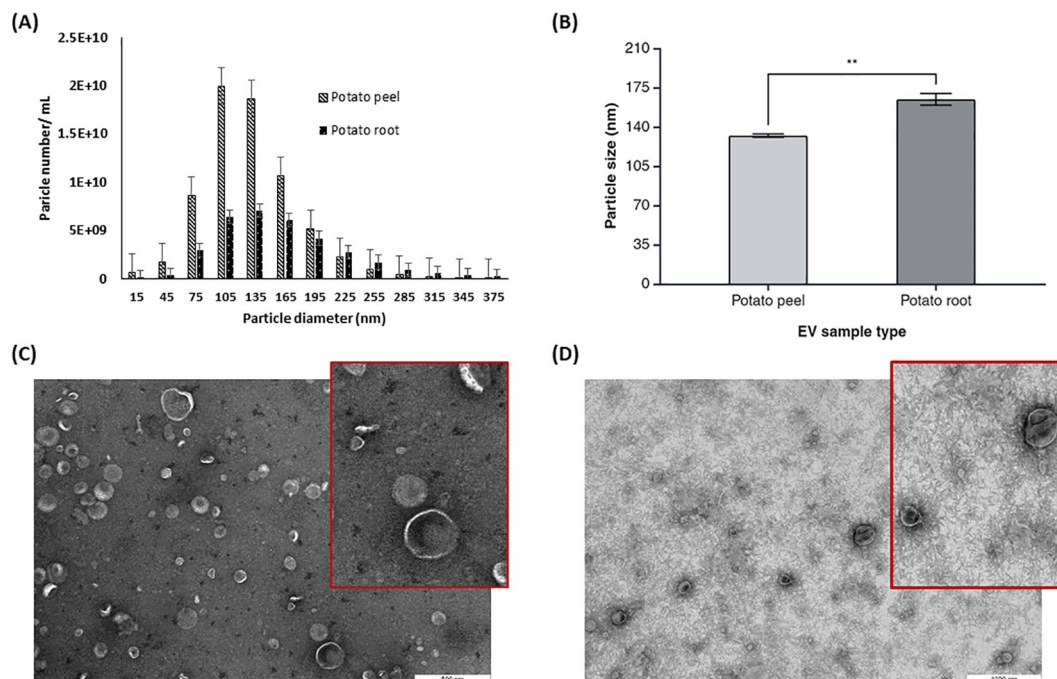 (A)
2.5E+10
2E+10
1.5E+10
1E+10
5E+09
0
Paricle number/ mL
Potato peel
Potato root
15 45 75 105 135 165 195 225 255 285 315 345 375
Particle diameter (nm)
(B)
210
175
140
105
70
35
0
Particle size (nm)
**
Potato peel Potato root
EV sample type
(C)
(D)